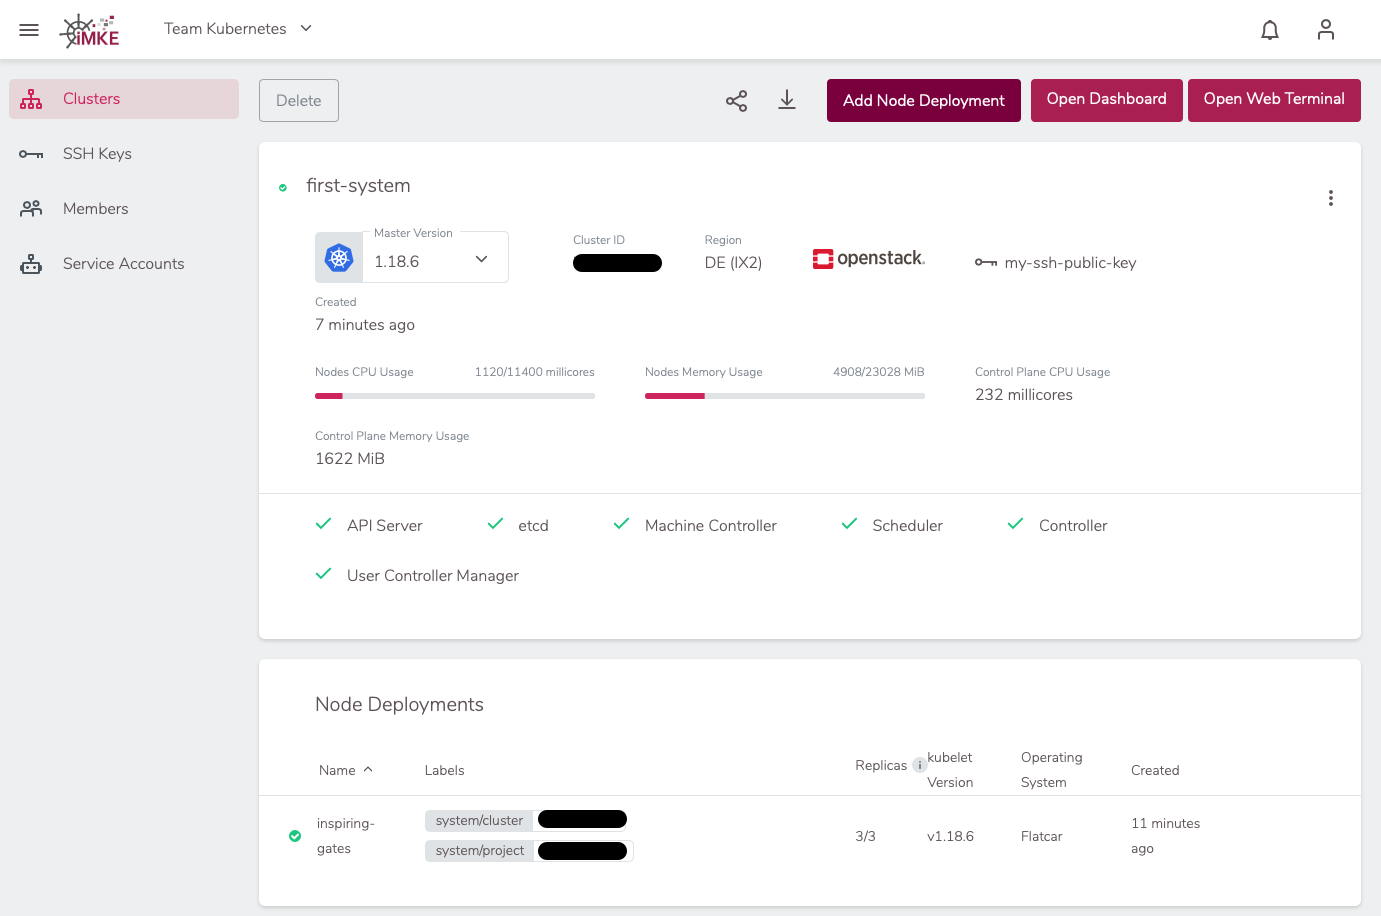 iMKE
Team Kubernetes
Clusters
SSH Keys
Members
Service Accounts
Delete
Add Node Deployment
Open Dashboard
Open Web Terminal
first-system
Master Version
1.18.6
Cluster ID
Region
DE (IX2)
openstack.
my-ssh-public-key
Created
7 minutes ago
Nodes CPU Usage
1120/11400 millicores
Nodes Memory Usage
4908/23028 MiB
Control Plane CPU Usage
232 millicores
Control Plane Memory Usage
1622 MiB
API Server
etcd
Machine Controller
Scheduler
Controller
User Controller Manager
Node Deployments
Name
Labels
Replicas
i
kubelet
Version
Operating
System
Created
inspiring-
gates
system/cluster
system/project
3/3
v1.18.6
Flatcar
11 minutes
ago